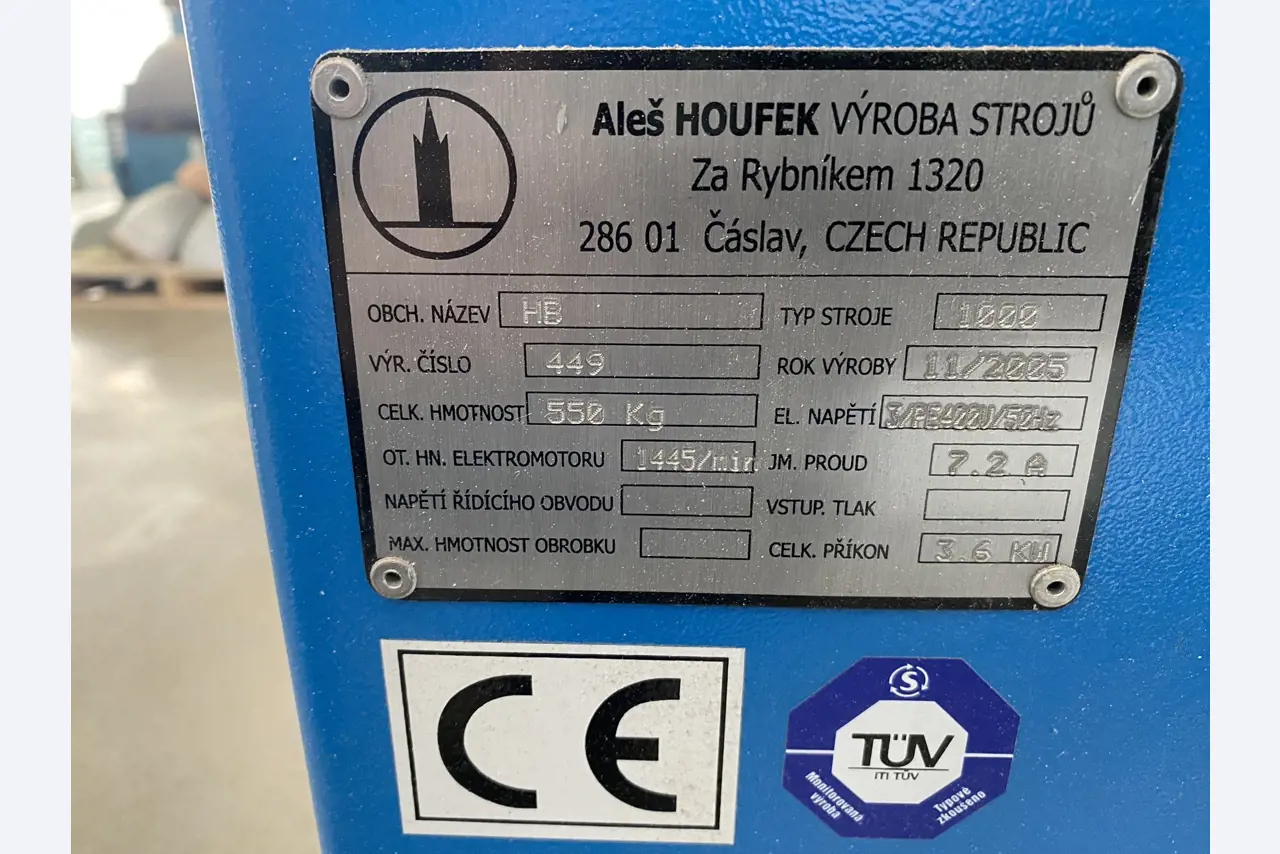 Aleš HOUFEK VÝROBA STROJŮ
Za Rybníkem 1320
286 01 Čáslav, CZECH REPUBLIC
OBCH. NÁZEV HB TYP STROJE 1000
VÝR. ČÍSLO 449 ROK VÝROBY 11/2005
CELK. HMOTNOST 550 Kg EL. NAPĚTÍ 3/PE400V/50Hz
OT. HN. ELEKTROMOTORU 1445/min JM. PROUD 7.2 A
NAPĚTÍ ŘÍDÍCÍHO OBVODU VSTUP. TLAK
MAX. HMOTNOST OBROBKU CELK. PŘÍKON 3.6 KW
CE
S
TÜV
ITI TÜV
Monitorovaná
výroba
Typově
zkoušeno